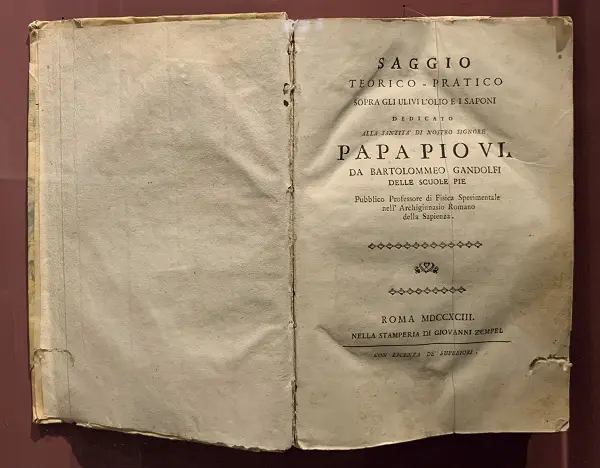 SAGGIO
TEORICO-PRATICO
SOPRA GLI ULIVI L'OLIO E I SAPONI
DEDICATO
ALLA SANTITA' DI NOSTRO SIGNORE
PAPA PIO VI.
DA BARTOLOMMEO GANDOLFI
DELLE SCUOLE PIE
Pubblico Professore di Fisica Sperimentale
nell' Archiginnasio Romano
della Sapienza.
ROMA MDCCXCIII.
NELLA STAMPERIA DI GIOVANNI ZEMPEL
CON LICENZA DE' SUPERIORI.